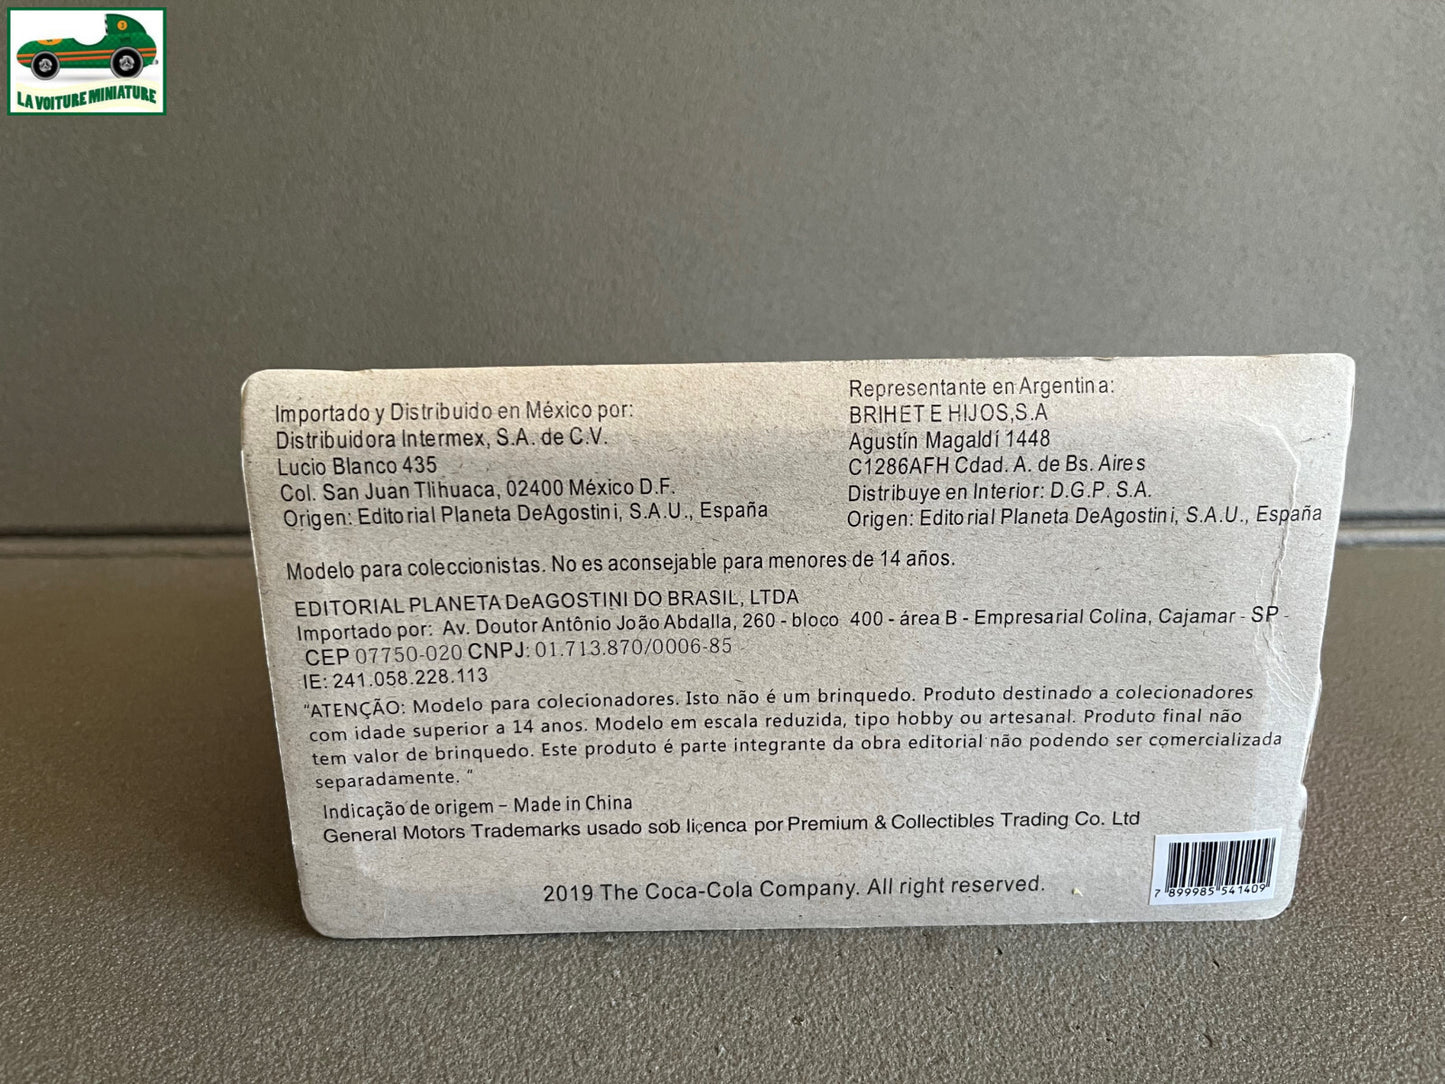 3
LA VOITURE MINIATURE
Importado y Distribuido en México por:
Distribuidora Intermex, S.A. de C.V.
Lucio Blanco 435
Col. San Juan Tlihuaca, 02400 México D.F.
Origen: Editorial Planeta DeAgostini, S.A.U., España
Representante en Argentina:
BRIHET E HIJOS,S.A
Agustín Magaldí 1448
C1286AFH Cdad. A. de Bs. Aires
Distribuye en Interior: D.G.P. S.A.
Origen: Editorial Planeta DeAgostini, S.A.U., España
Modelo para coleccionistas. No es aconsejable para menores de 14 años.
EDITORIAL PLANETA DeAGOSTINI DO BRASIL, LTDA
Importado por: Av. Doutor Antônio João Abdalla, 260 - bloco 400 - área B - Empresarial Colina, Cajamar - SP -
CEP 07750-020 CNPJ: 01.713.870/0006-85
IE: 241.058.228.113
"ATENÇÃO: Modelo para colecionadores. Isto não é um brinquedo. Produto destinado a colecionadores
com idade superior a 14 anos. Modelo em escala reduzida, tipo hobby ou artesanal. Produto final não
tem valor de brinquedo. Este produto é parte integrante da obra editorial não podendo ser comercializada
separadamente. "
Indicação de origem – Made in China
General Motors Trademarks usado sob liçenca por Premium & Collectibles Trading Co. Ltd
2019 The Coca-Cola Company. All right reserved.
7 899985 541409